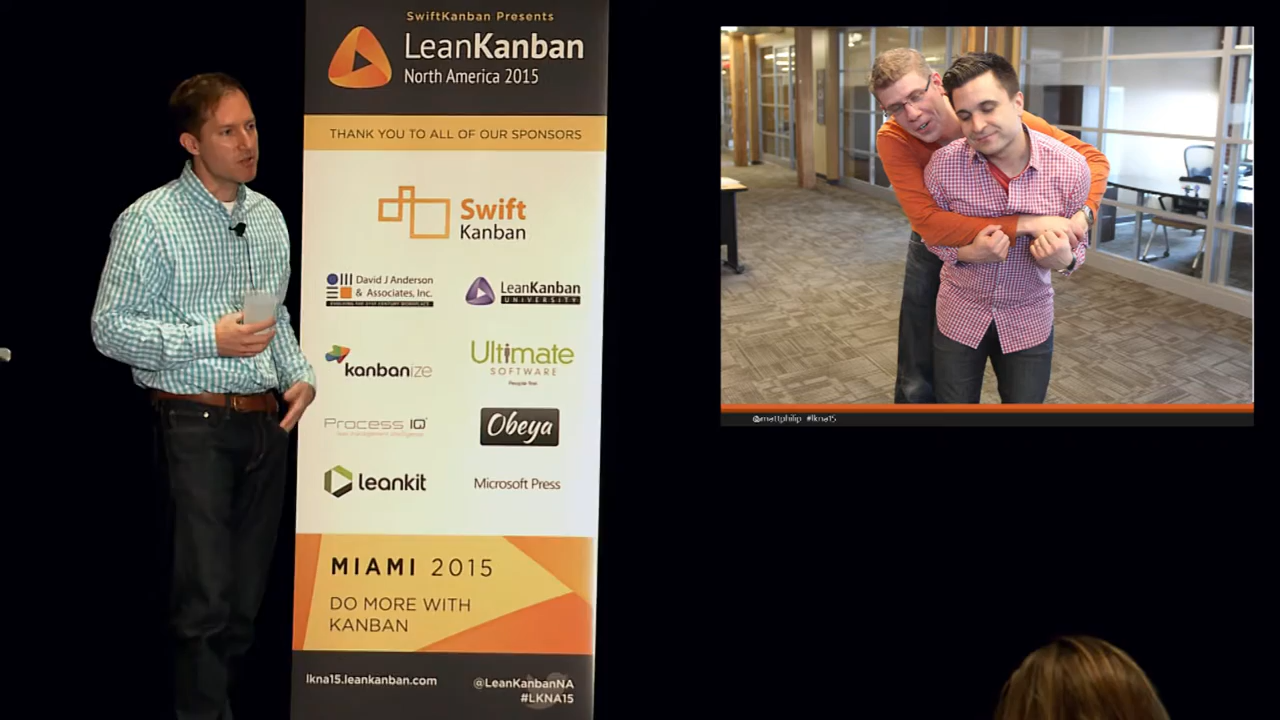 SwiftKanban Presents
LeanKanban
North America 2015
THANK YOU TO ALL OF OUR SPONSORS
Swift
Kanban
David J Anderson
& Associates, Inc.
LeanKanban
UNIVERSITY
kanbanize
Ultimate
SOFTWARE
People first
Process IQ
Obeya
leankit
Microsoft Press
MIAMI 2015
DO MORE WITH
KANBAN
lkna15.leankanban.com
@LeanKanbanNA
#LKNA15
@mattphilip #lkna15